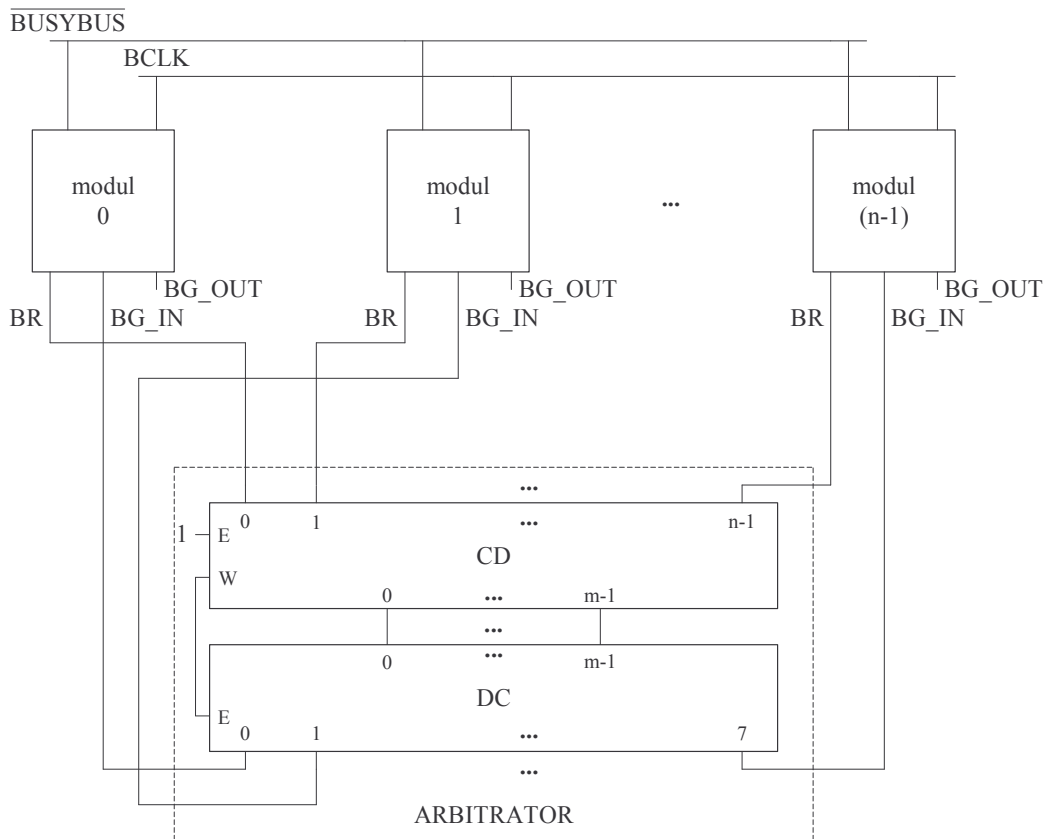 BUSYBUS
BCLK
modul
0
modul
1
...
modul
(n-1)
BG_OUT
BG_OUT
BG_OUT
BR
BG_IN
BR
BG_IN
BR
BG_IN
...
0
1
...
n-1
1
E
CD
W
0
...
m-1
...
0
...
m-1
DC
E
0
1
...
7
...
ARBITRATOR